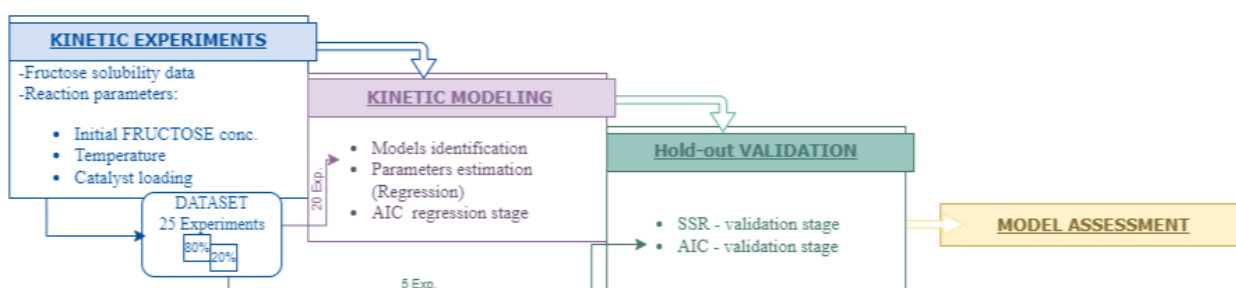 KINETIC EXPERIMENTS
-Fructose solubility data
-Reaction parameters:
• Initial FRUCTOSE conc.
• Temperature
• Catalyst loading
DATASET
25 Experiments
80%
20%
20 Exp.
KINETIC MODELING
• Models identification
• Parameters estimation
(Regression)
• AIC regression stage
5 Exp.
Hold-out VALIDATION
• SSR - validation stage
• AIC - validation stage
MODEL ASSESSMENT